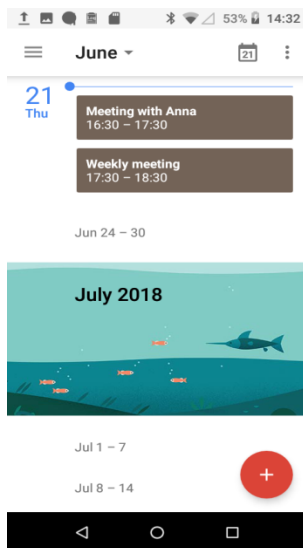 53% 14:32
June
21
21
Thu
Meeting with Anna
16:30 – 17:30
Weekly meeting
17:30 – 18:30
Jun 24 – 30
July 2018
Jul 1 – 7
Jul 8 – 14